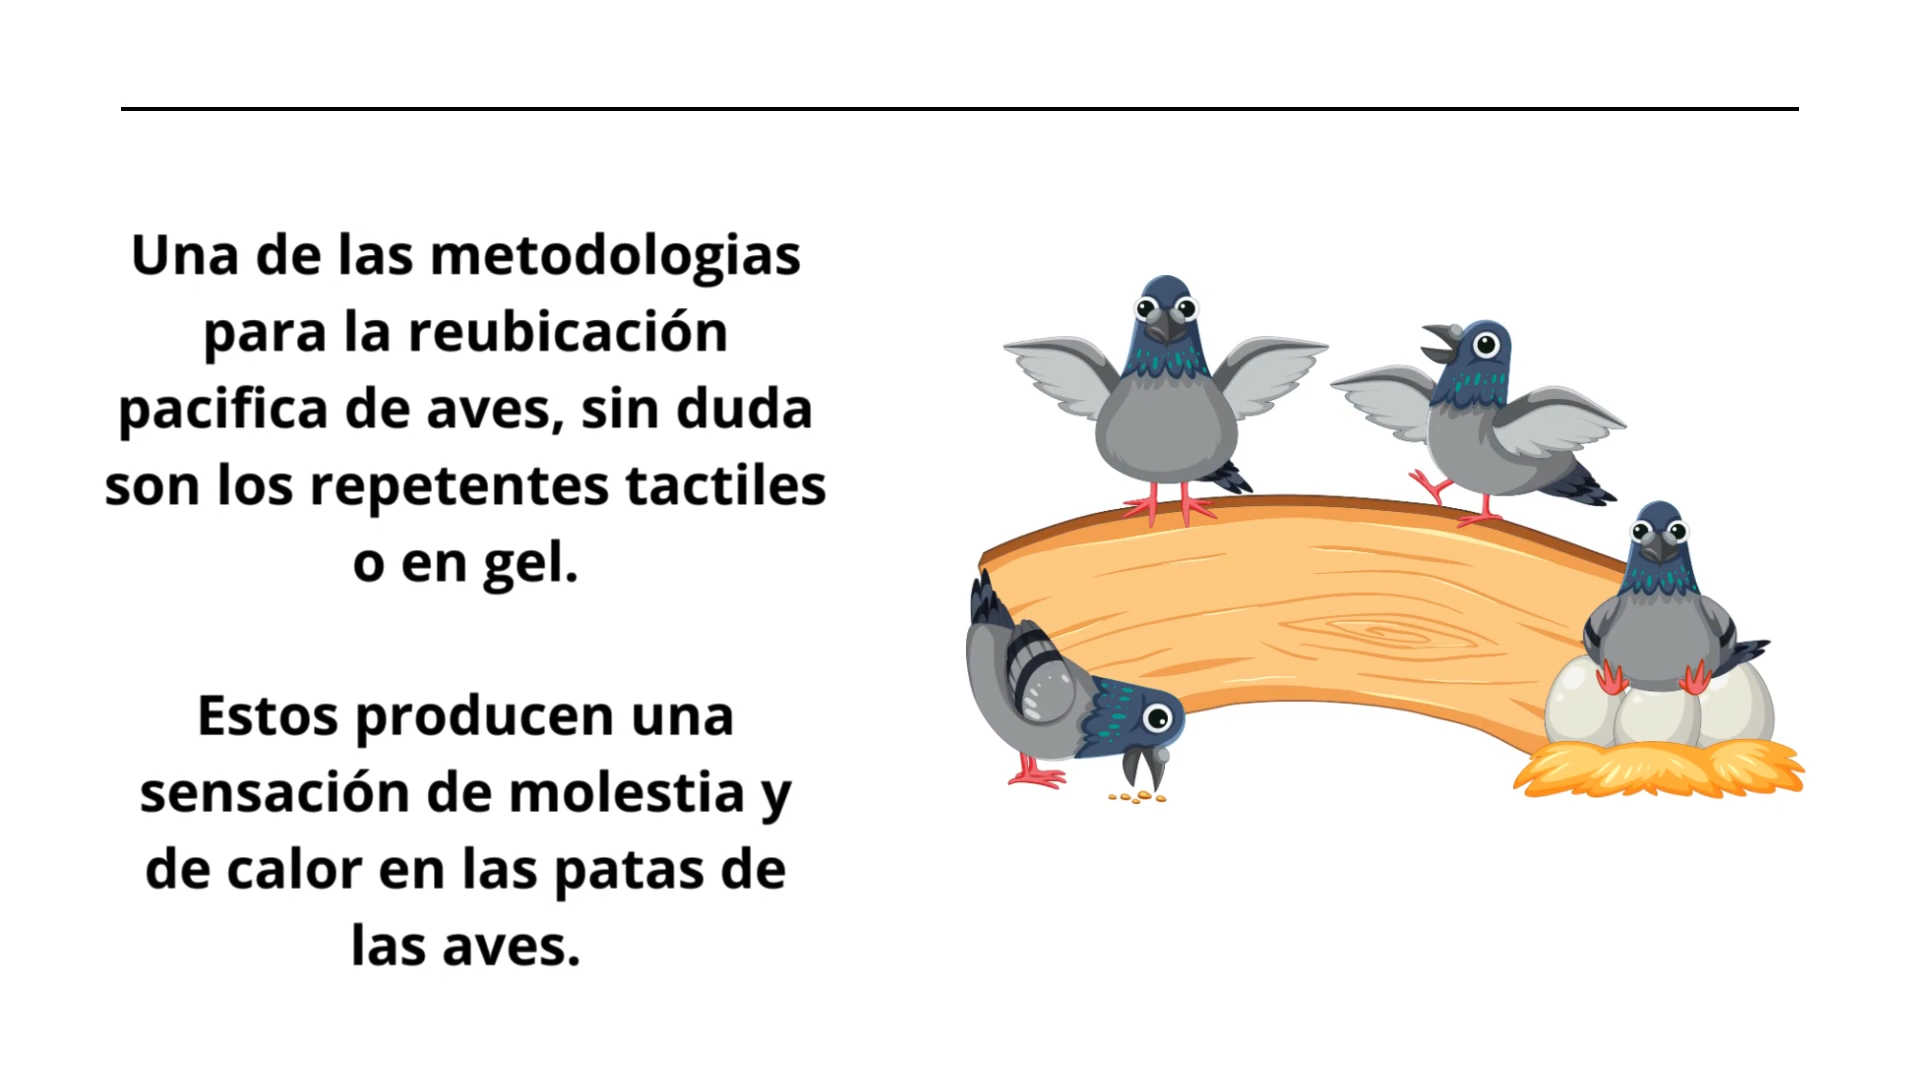 Una de las metodologias
para la reubicación
pacifica de aves, sin duda
son los repetentes tactiles
o en gel.
Estos producen una
sensación de molestia y
de calor en las patas de
las aves.